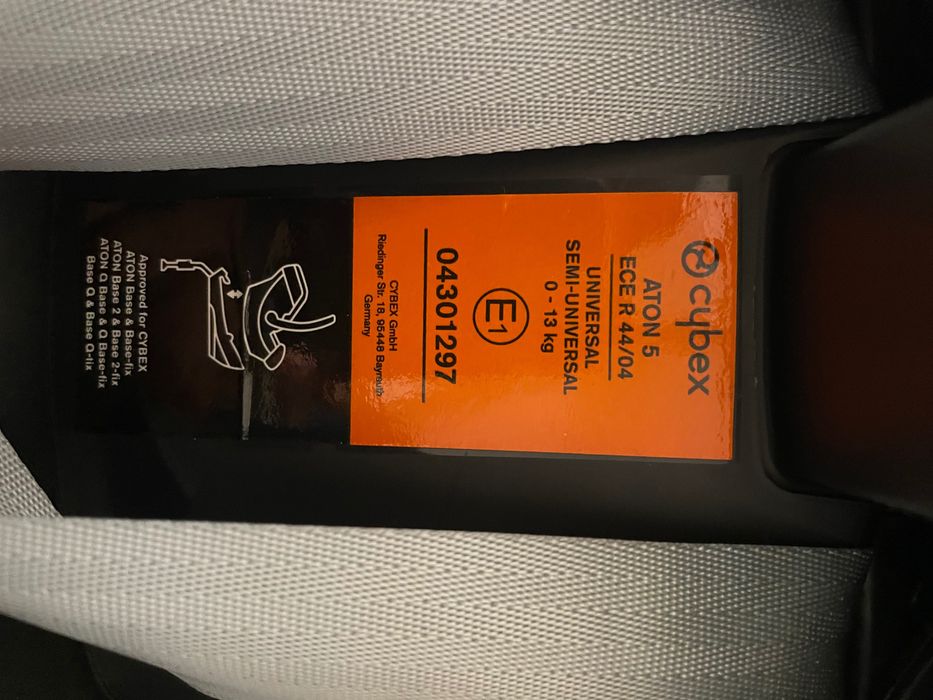 cybex
ATON 5
ECE R 44/04
UNIVERSAL
SEMI-UNIVERSAL
0 - 13 kg
E1
04301297
CYBEX GmbH
Riedinger Str. 18, 95448 Bayreuth
Germany
Approved for CYBEX
ATON Base & Base-fix
ATON Base 2 & Base 2-fix
ATON Q Base & Q Base-fix
Base Q & Base Q-fix